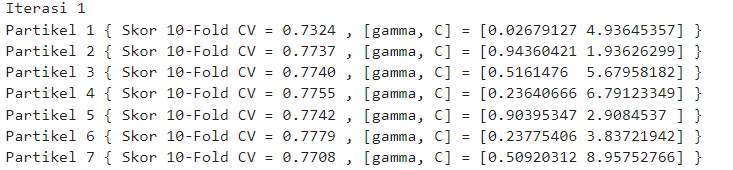 Iterasi 1
Partikel 1 { Skor 10-Fold CV = 0.7324 , [gamma, C] = [0.02679127 4.93645357] }
Partikel 2 { Skor 10-Fold CV = 0.7737 , [gamma, C] = [0.94360421 1.93626299] }
Partikel 3 { Skor 10-Fold CV = 0.7740 , [gamma, C] = [0.5161476  5.67958182] }
Partikel 4 { Skor 10-Fold CV = 0.7755 , [gamma, C] = [0.23640666 6.79123349] }
Partikel 5 { Skor 10-Fold CV = 0.7742 , [gamma, C] = [0.90395347 2.9084537 ] }
Partikel 6 { Skor 10-Fold CV = 0.7779 , [gamma, C] = [0.23775406 3.83721942] }
Partikel 7 { Skor 10-Fold CV = 0.7708 , [gamma, C] = [0.50920312 8.95752766] }